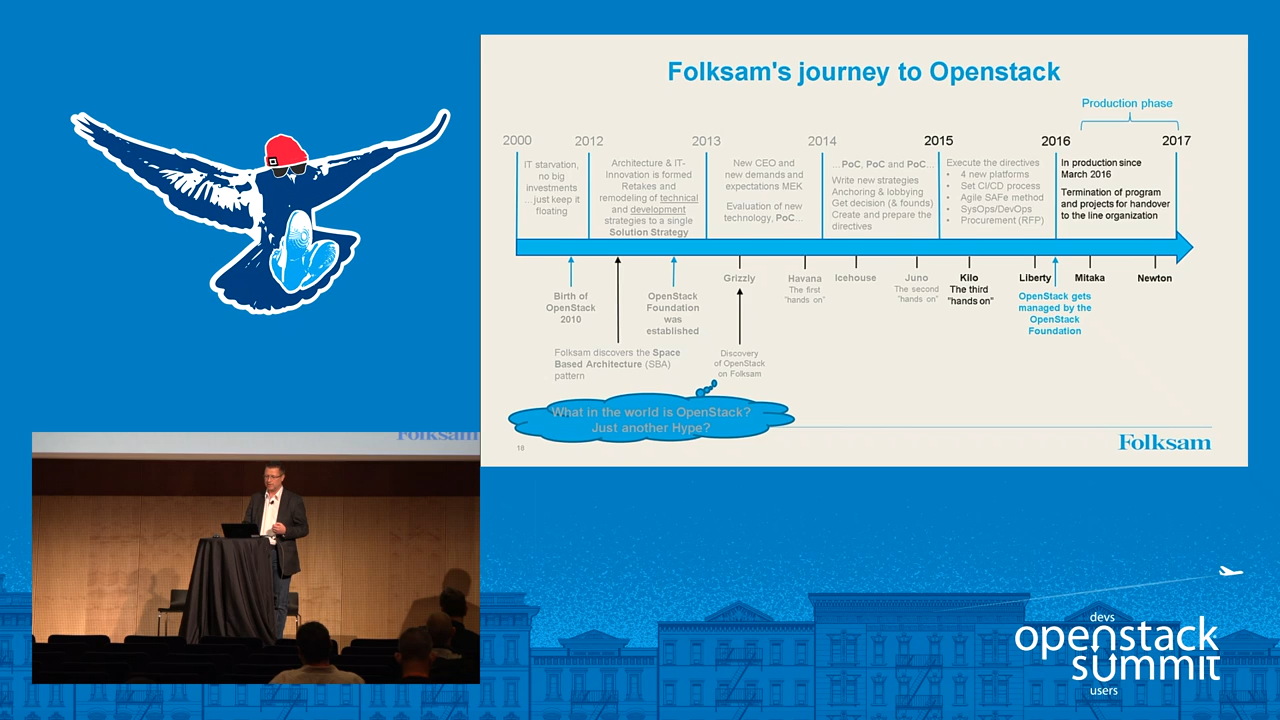 Folksam's journey to Openstack
Production phase
2000 2012 2013 2014 2015 2016 2017
IT starvation,
no big
investments
...just keep it
floating
Architecture & IT-
Innovation is formed
Retakes and
remodeling of technical
and development
strategies to a single
Solution Strategy
New CEO and
new demands and
expectations MEK
Evaluation of new
technology, PoC...
...PoC, PoC and PoC...
Write new strategies
Anchoring & lobbying
Get decision (& founds)
Create and prepare the
directives
Execute the directives
• 4 new platforms
• Set CI/CD process
• Agile SAFe method
• SysOps/DevOps
• Procurement (RFP)
In production since
March 2016
Termination of program
and projects for handover
to the line organization
Birth of
OpenStack
2010
Folksam discovers the Space
Based Architecture (SBA)
pattern
OpenStack
Foundation
was
established
Grizzly
Discovery
of OpenStack
on Folksam
Havana
The first
"hands on"
Icehouse
Juno
The second
"hands on"
Kilo
The third
"hands on"
Liberty
OpenStack gets
managed by the
OpenStack
Foundation
Mitaka
Newton
What in the world is OpenStack?
Just another Hype?
16
Folksam
Folksam
devs
openstack
summit
users